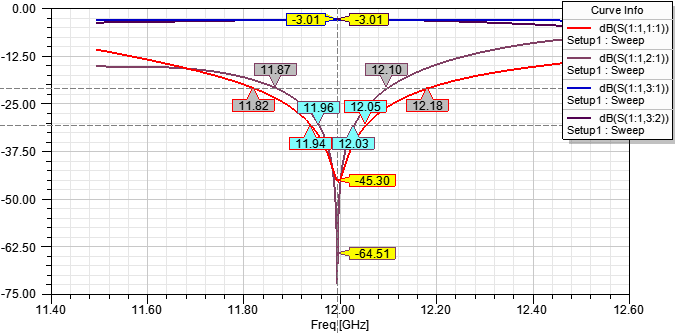 Curve Info
dB(S(1:1,1:1))
Setup1 : Sweep
dB(S(1:1,2:1))
Setup1 : Sweep
dB(S(1:1,3:1))
Setup1 : Sweep
dB(S(1:1,3:2))
Setup1 : Sweep
0.00
-12.50
-25.00
-37.50
-50.00
-62.50
-75.00
-3.01
-3.01
11.87
12.10
11.82
11.96
12.05
12.18
11.94
12.03
-45.30
-64.51
11.40
11.60
11.80
12.00
12.20
12.40
12.60
Freq [GHz]